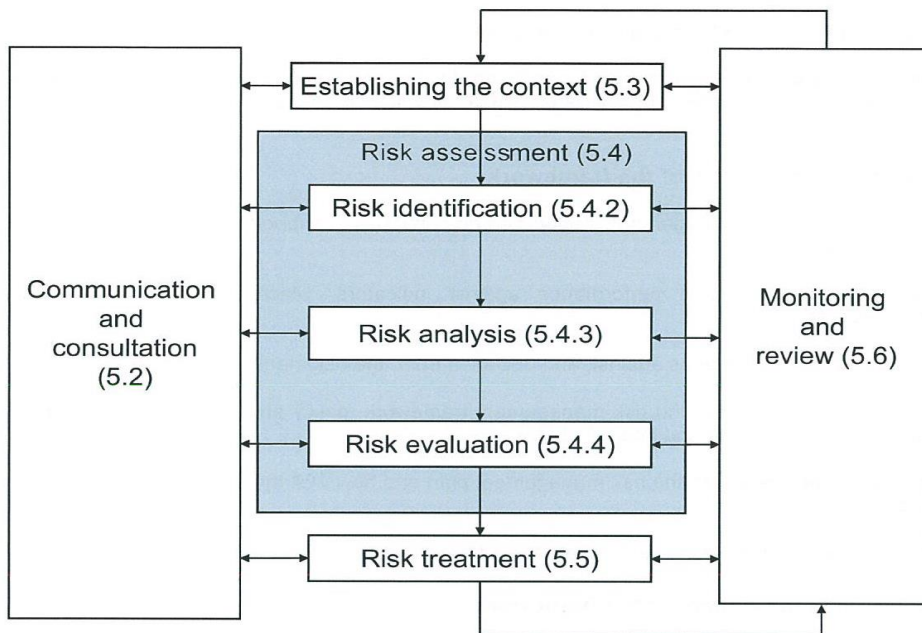 Establishing the context (5.3)
Risk assessment (5.4)
Risk identification (5.4.2)
Communication
and
consultation
(5.2)
Risk analysis (5.4.3)
Monitoring
and
review (5.6)
Risk evaluation (5.4.4)
Risk treatment (5.5)